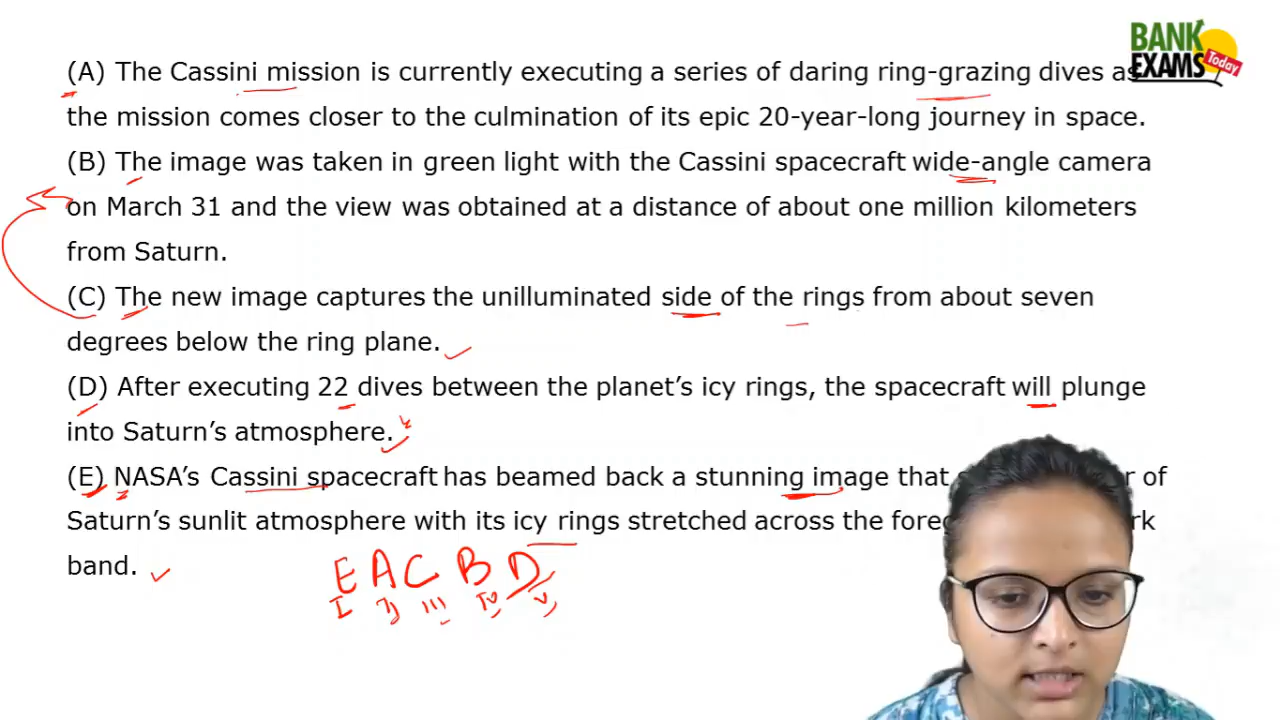 BANK
EXAMS
Today
(A) The Cassini mission is currently executing a series of daring ring-grazing dives as
the mission comes closer to the culmination of its epic 20-year-long journey in space.
(B) The image was taken in green light with the Cassini spacecraft wide-angle camera
on March 31 and the view was obtained at a distance of about one million kilometers
from Saturn.
(C) The new image captures the unilluminated side of the rings from about seven
degrees below the ring plane.
(D) After executing 22 dives between the planet's icy rings, the spacecraft will plunge
into Saturn's atmosphere.
(E) NASA's Cassini spacecraft has beamed back a stunning image that of
Saturn's sunlit atmosphere with its icy rings stretched across the
band.
E A C B D
I II III IV V